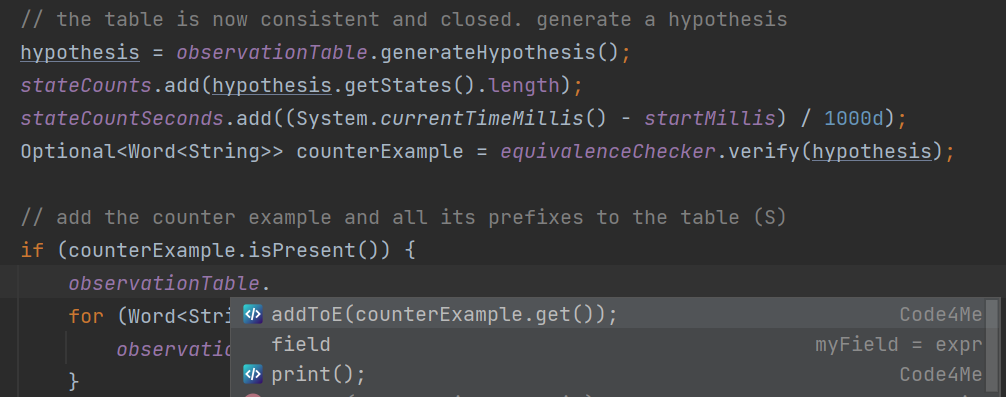 // the table is now consistent and closed. generate a hypothesis
hypothesis = observationTable.generateHypothesis();
stateCounts.add(hypothesis.getStates().length);
stateCountSeconds.add((System.currentTimeMillis() - startMillis) / 1000d);
Optional<Word<String>> counterExample = equivalenceChecker.verify(hypothesis);
// add the counter example and all its prefixes to the table (S)
if (counterExample.isPresent()) {
observationTable.
for (Word<Stri
addToE(counterExample.get()); Code4Me
field myField = expr
observatio
print(); Code4Me
}